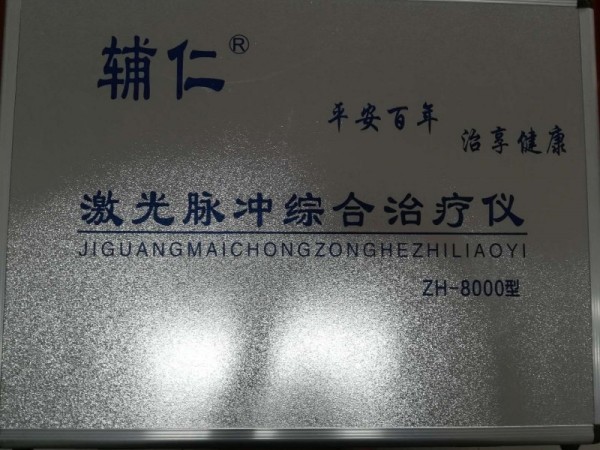 辅仁®
平安百年
治享健康
激光脉冲综合治疗仪
JIGUANGMAICHONGZONGHEZHILIAOYI
ZH-8000型